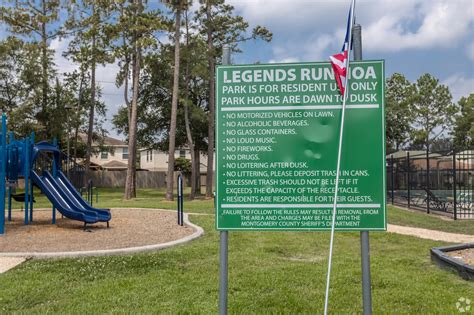 LEGENDS RUN HOA
PARK IS FOR RESIDENT USE ONLY
PARK HOURS ARE DAWN TO DUSK
• NO MOTORIZED VEHICLES ON LAWN.
• NO ALCOHOLIC BEVERAGES.
• NO GLASS CONTAINERS.
• NO LOUD MUSIC.
• NO FIREWORKS.
• NO DRUGS.
• NO LOITERING AFTER DUSK.
• NO LITTERING, PLEASE DEPOSIT TRASH IN CANS.
• EXCESSIVE TRASH SHOULD NOT BE LEFT IF IT
EXCEEDS THE CAPACITY OF THE RECEPTACLE.
• RESIDENTS ARE RESPONSIBLE FOR THEIR GUESTS.
FAILURE TO FOLLOW THE RULES MAY RESULT IN REMOVAL FROM
THE AREA AND CHARGES MAY BE FILED WITH THE
MONTGOMERY COUNTY SHERIFF'S DEPARTMENT